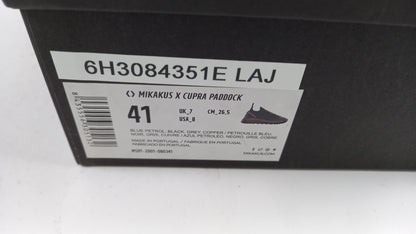 6H3084351E LAJ
MIKAKUS X CUPRA PADDOCK
41 UK_7 CM_26,5
USA_8
BLUE PETROL, BLACK, GREY, COPPER / PETROUILLE BLEU,
NOIR, GRIS, CUIVRE / AZUL PETROLEO, NEGRO, GRIS, COBRE
MADE IN PORTUGAL / FABRIQUE EN PORTUGAL
FABRICADO EN PORTUGAL
MIKAKUS.COM